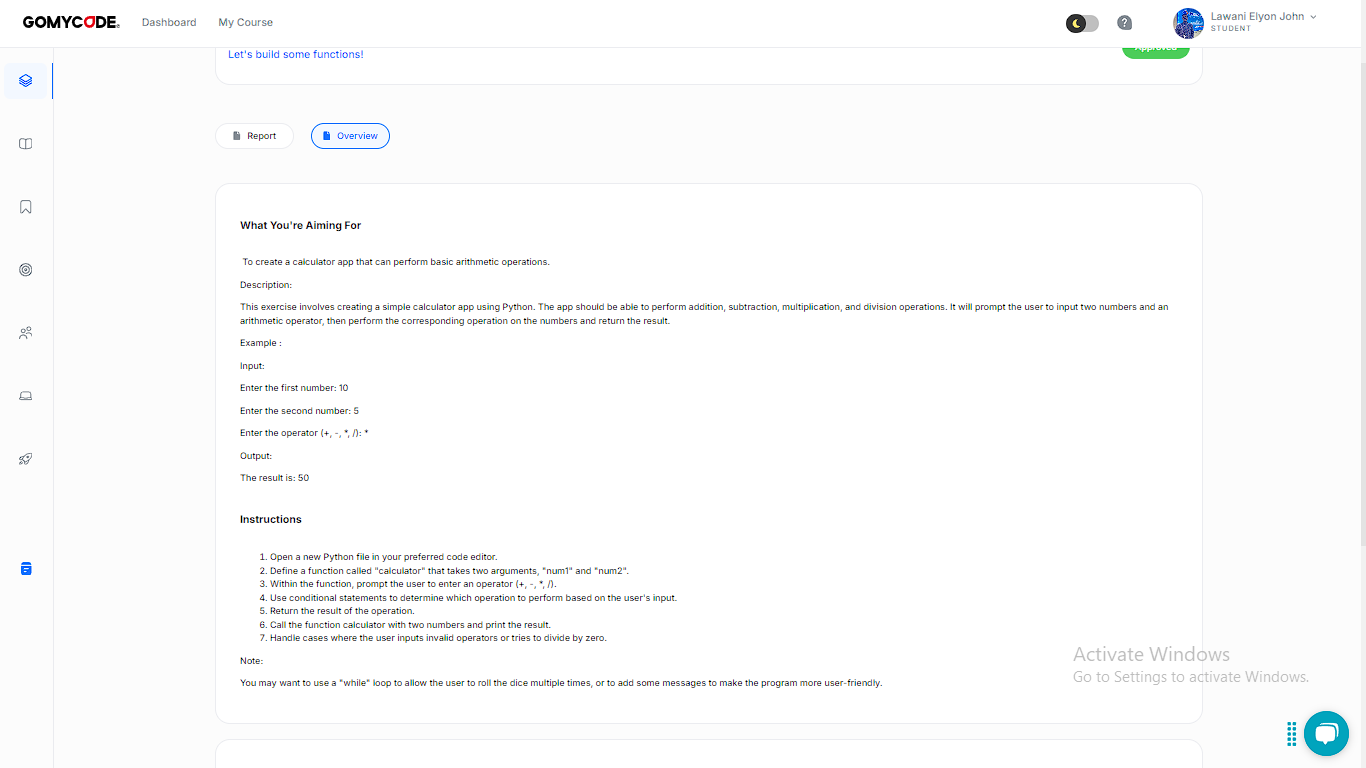 GOMYCODE
Dashboard
My Course
?
Lawani Elyon John
STUDENT
Let's build some functions!
Approved
Report
Overview
What You're Aiming For
To create a calculator app that can perform basic arithmetic operations.
Description:
This exercise involves creating a simple calculator app using Python. The app should be able to perform addition, subtraction, multiplication, and division operations. It will prompt the user to input two numbers and an
arithmetic operator, then perform the corresponding operation on the numbers and return the result.
Example :
Input:
Enter the first number: 10
Enter the second number: 5
Enter the operator (+, -, *, /): *
Output:
The result is: 50
Instructions
1. Open a new Python file in your preferred code editor.
2. Define a function called "calculator" that takes two arguments, "num1" and "num2".
3. Within the function, prompt the user to enter an operator (+, -, *, /).
4. Use conditional statements to determine which operation to perform based on the user's input.
5. Return the result of the operation.
6. Call the function calculator with two numbers and print the result.
7. Handle cases where the user inputs invalid operators or tries to divide by zero.
Note:
You may want to use a "while" loop to allow the user to roll the dice multiple times, or to add some messages to make the program more user-friendly.
Activate Windows
Go to Settings to activate Windows.